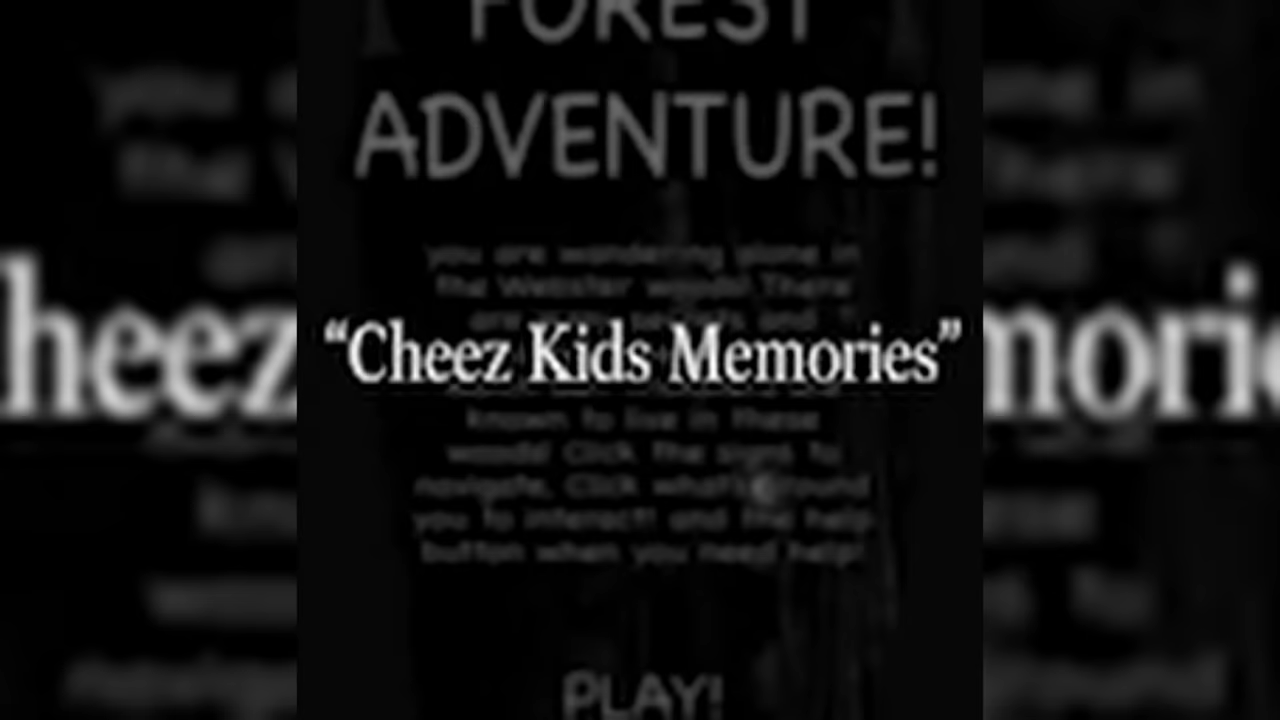 FOREST
ADVENTURE!
you are wandering alone in
the Webster woods! There
are
and
“Cheez Kids Memories”
known to live in these
woods! Click the signs to
navigate. Click what's around
you to interact! and the help
button when you need help!
PLAY!